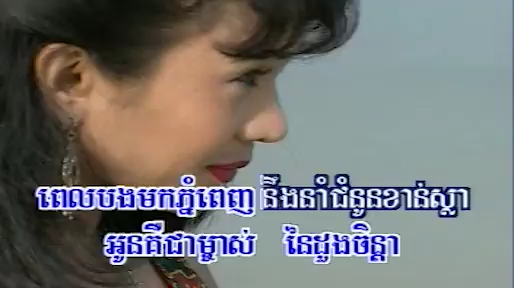 ពេលបងមកភ្នំពេញ នឹងនាំជំនូនខាន់ស្លា
អូនគឺជាម្ចាស់ នៃដួងចិន្តា